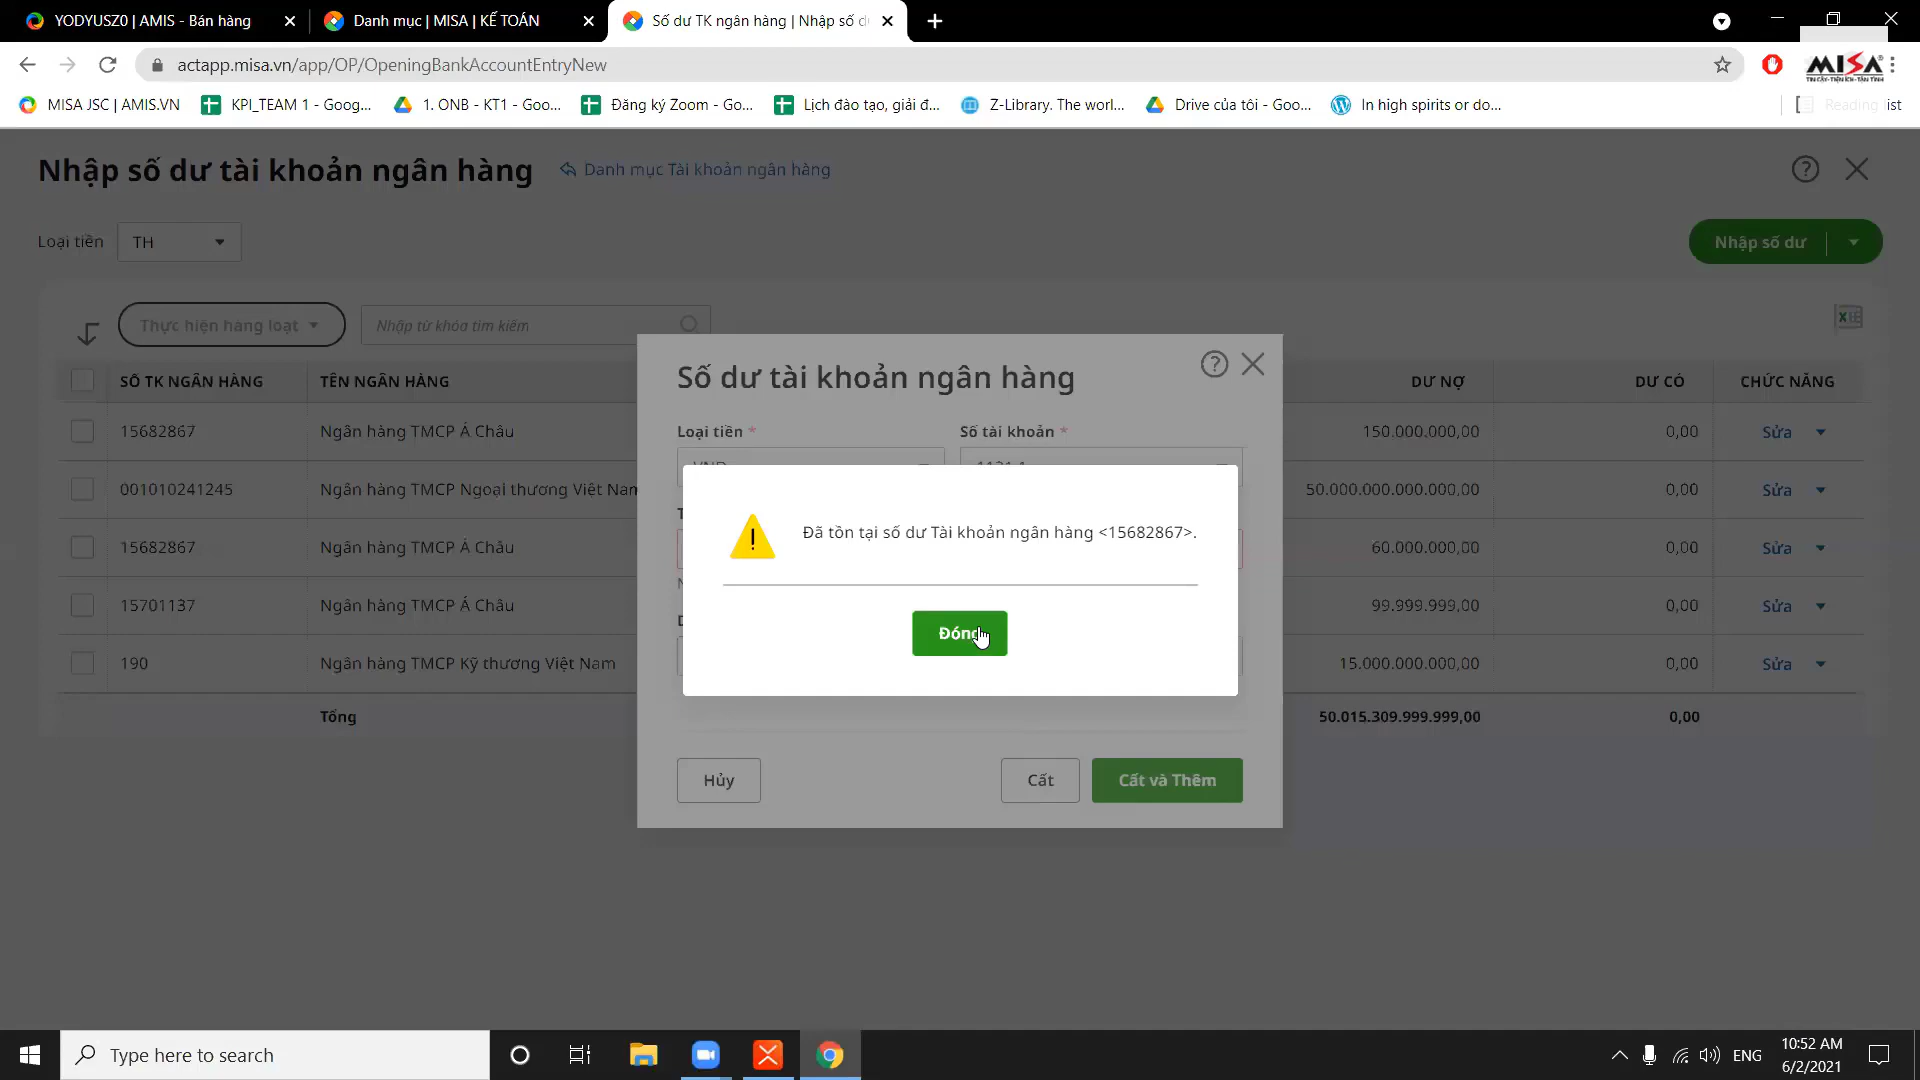 YODYUSZ0 | AMIS - Bán hàng
Danh mục | MISA | KẾ TOÁN
Số dư TK ngân hàng | Nhập số dư
actapp.misa.vn/app/OP/OpeningBankAccountEntryNew
MISA
TIN CẬY - TIỆN ÍCH - TẬN TÌNH
MISA JSC | AMIS.VN
KPI_TEAM 1 - Goog...
1. ONB - KT1 - Goo...
Đăng ký Zoom - Go...
Lịch đào tạo, giải đ...
Z-Library. The worl...
Drive của tôi - Goo...
In high spirits or do...
Reading list
Nhập số dư tài khoản ngân hàng
Danh mục Tài khoản ngân hàng
Loại tiền
TH
Nhập số dư
Thực hiện hàng loạt
Nhập từ khóa tìm kiếm
SỐ TK NGÂN HÀNG TÊN NGÂN HÀNG DƯ NỢ DƯ CÓ CHỨC NĂNG
15682867 Ngân hàng TMCP Á Châu 150.000.000,00 0,00 Sửa
001010241245 Ngân hàng TMCP Ngoại thương Việt Nam 50.000.000.000.000,00 0,00 Sửa
15682867 Ngân hàng TMCP Á Châu 60.000.000,00 0,00 Sửa
15701137 Ngân hàng TMCP Á Châu 99.999.999,00 0,00 Sửa
190 Ngân hàng TMCP Kỹ thương Việt Nam 15.000.000.000,00 0,00 Sửa
Tổng 50.015.309.999.999,00 0,00
Số dư tài khoản ngân hàng
Loại tiền *
Số tài khoản *
VND
Đã tồn tại số dư Tài khoản ngân hàng <15682867>.
Đóng
Hủy
Cất
Cất và Thêm
Type here to search
ENG
10:52 AM
6/2/2021